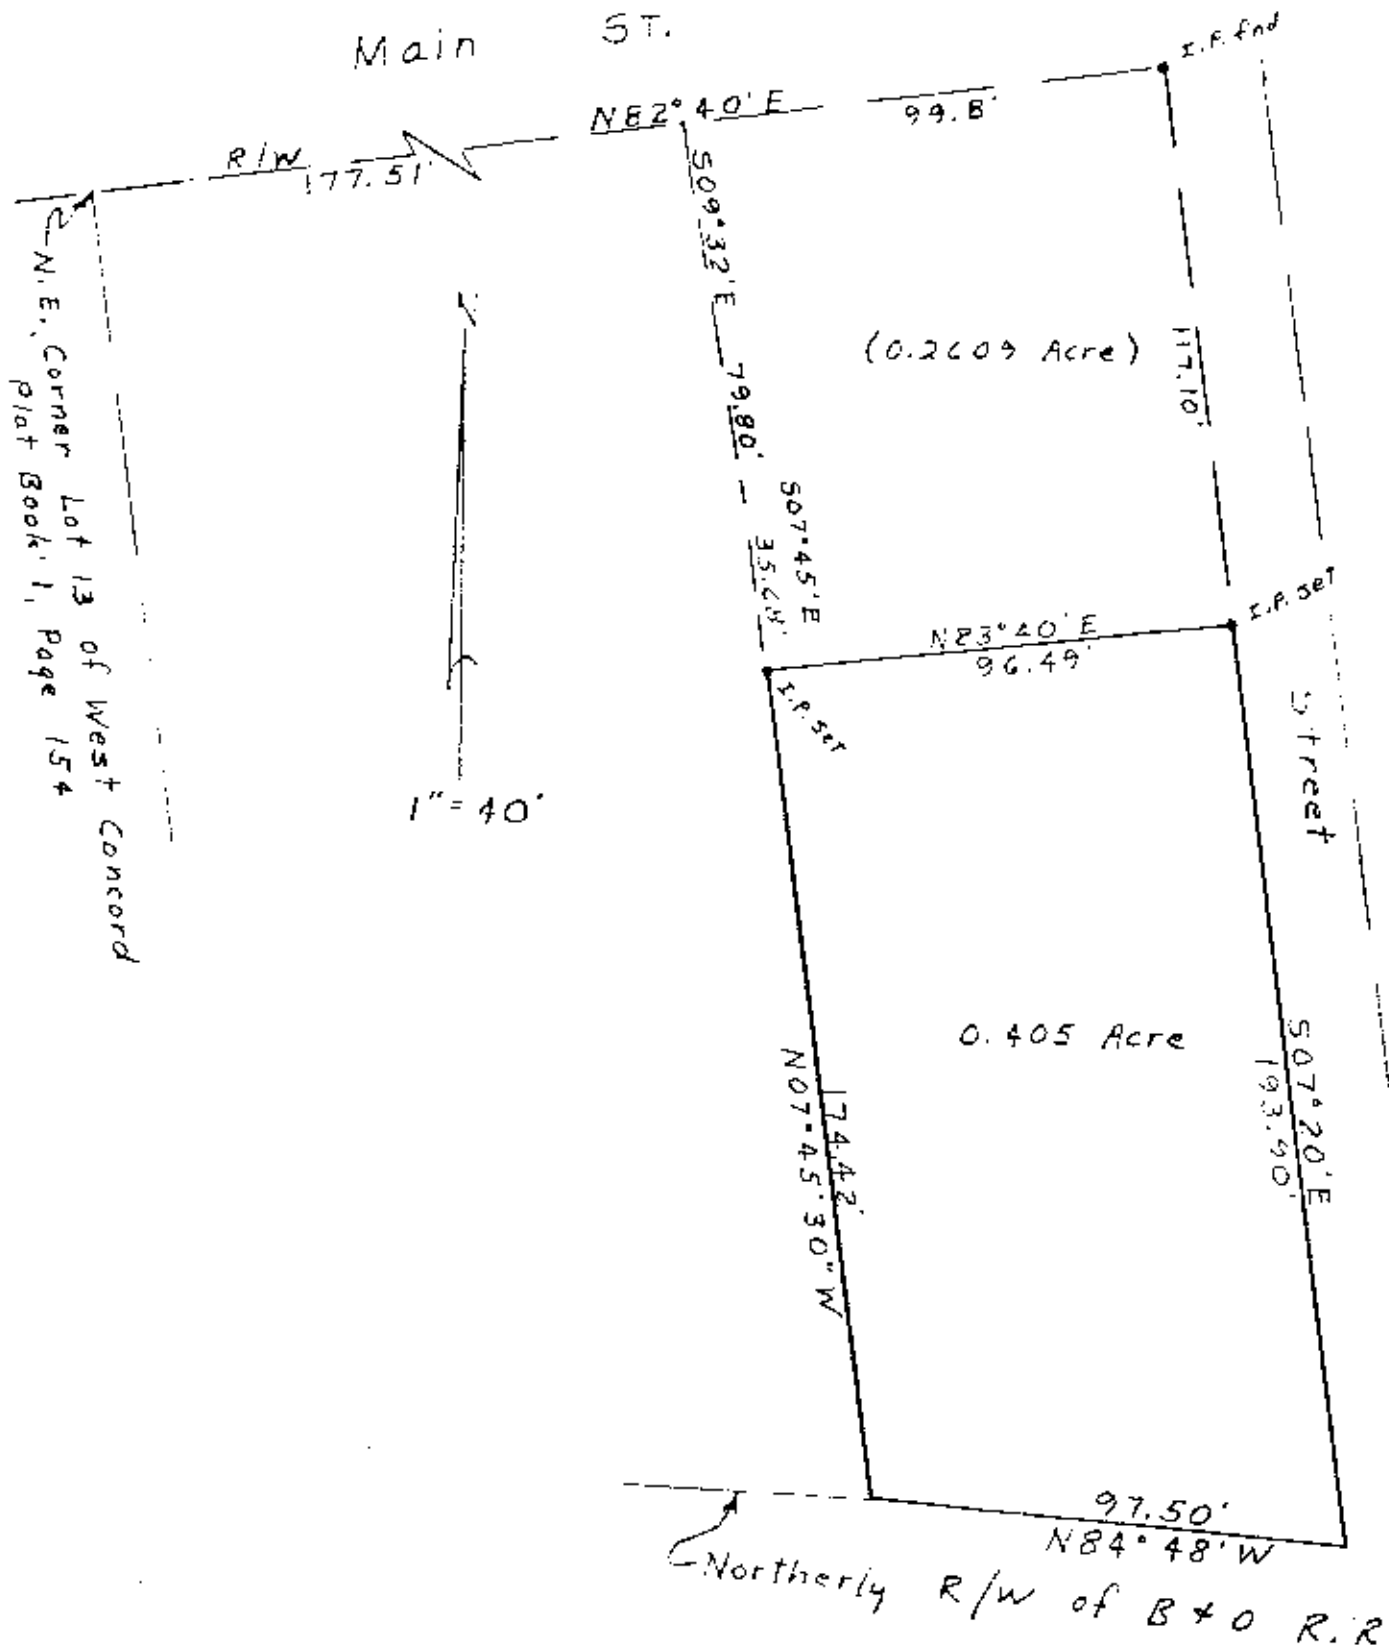 Main ST.
I.P. fnd
N82°40'E
99.8'
R/W
177.51'
S09°32'E 79.80'
(0.2609 Acre)
117.10'
S07°45'E
N.E. Corner Lot 13 of West Concord
Plat Book 1, Page 154
N83°40'E
96.49'
I.P. set
I.P. set
Street
1"=40'
0.405 Acre
S07°20'E
193.90'
174.42'
N07°45'30"W
97.50'
N84°48'W
Northerly R/W of B&O R.R